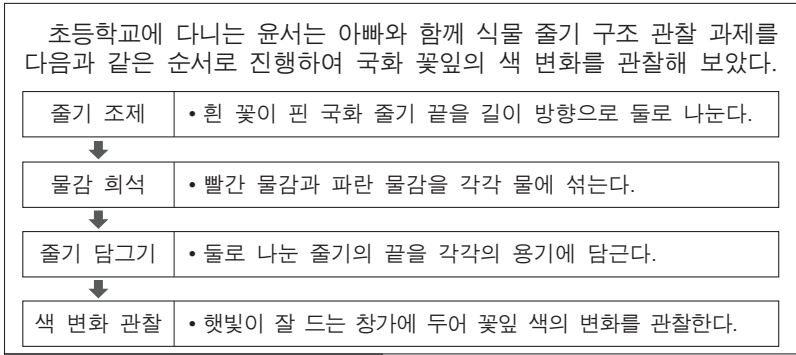 초등학교에 다니는 윤서는 아빠와 함께 식물 줄기 구조 관찰 과제를
다음과 같은 순서로 진행하여 국화 꽃잎의 색 변화를 관찰해 보았다.
줄기 조제 • 흰 꽃이 핀 국화 줄기 끝을 길이 방향으로 둘로 나눈다.
물감 희석 • 빨간 물감과 파란 물감을 각각 물에 섞는다.
줄기 담그기 • 둘로 나눈 줄기의 끝을 각각의 용기에 담근다.
색 변화 관찰 • 햇빛이 잘 드는 창가에 두어 꽃잎 색의 변화를 관찰한다.